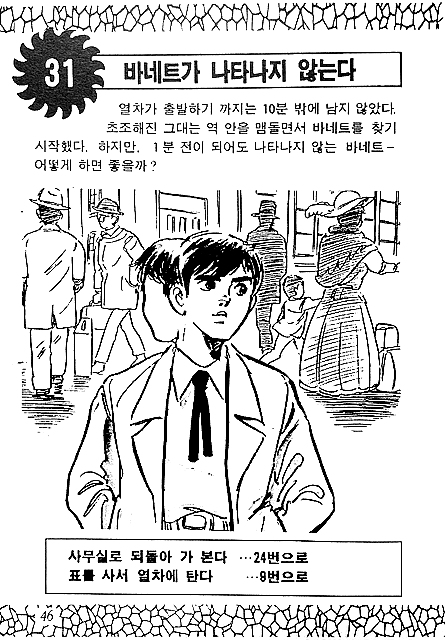 31
바네트가 나타나지 않는다
열차가 출발하기 까지는 10분 밖에 남지 않았다.
초조해진 그대는 역 안을 맴돌면서 바네트를 찾기
시작했다. 하지만, 1분 전이 되어도 나타나지 않는 바네트–
어떻게 하면 좋을까?
사무실로 되돌아 가 본다 …24번으로
표를 사서 열차에 탄다 …9번으로
46